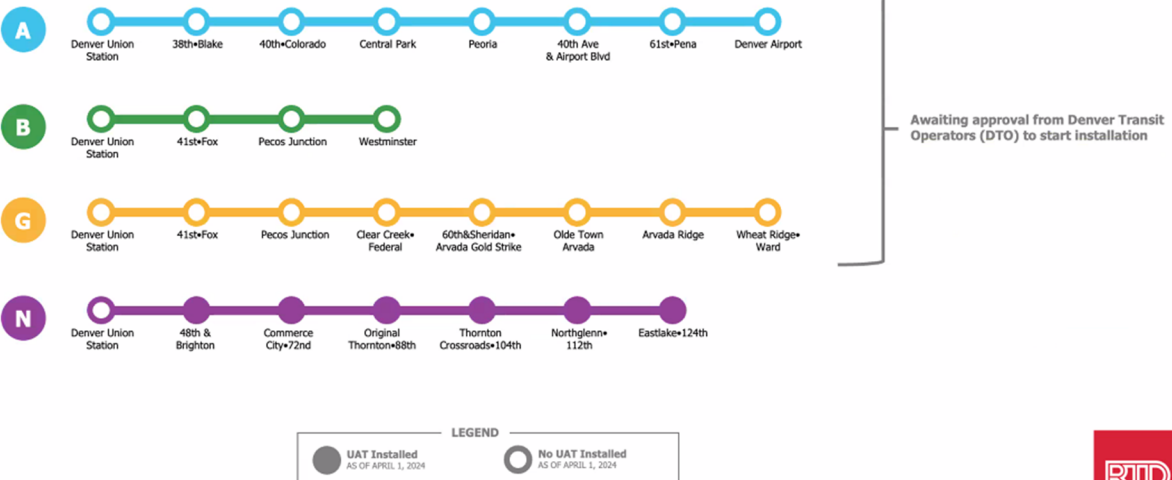 A
Denver Union
Station
38th•Blake
40th•Colorado
Central Park
Peoria
40th Ave
& Airport Blvd
61st•Pena
Denver Airport
B
Denver Union
Station
41st•Fox
Pecos Junction
Westminster
Awaiting approval from Denver Transit
Operators (DTO) to start installation
G
Denver Union
Station
41st•Fox
Pecos Junction
Clear Creek•
Federal
60th&Sheridan•
Arvada Gold Strike
Olde Town
Arvada
Arvada Ridge
Wheat Ridge•
Ward
N
Denver Union
Station
48th &
Brighton
Commerce
City•72nd
Original
Thornton•88th
Thornton
Crossroads•104th
Northglenn•
112th
Eastlake•124th
LEGEND
UAT Installed
AS OF APRIL 1, 2024
No UAT Installed
AS OF APRIL 1, 2024
RTD